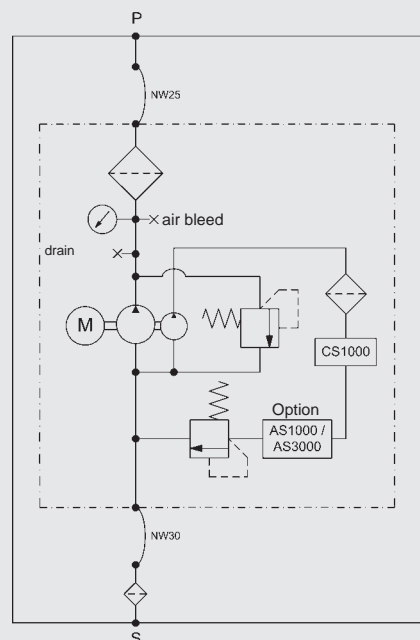 P
NW25
air bleed
drain
M
CS1000
Option
AS1000 /
AS3000
NW30
S